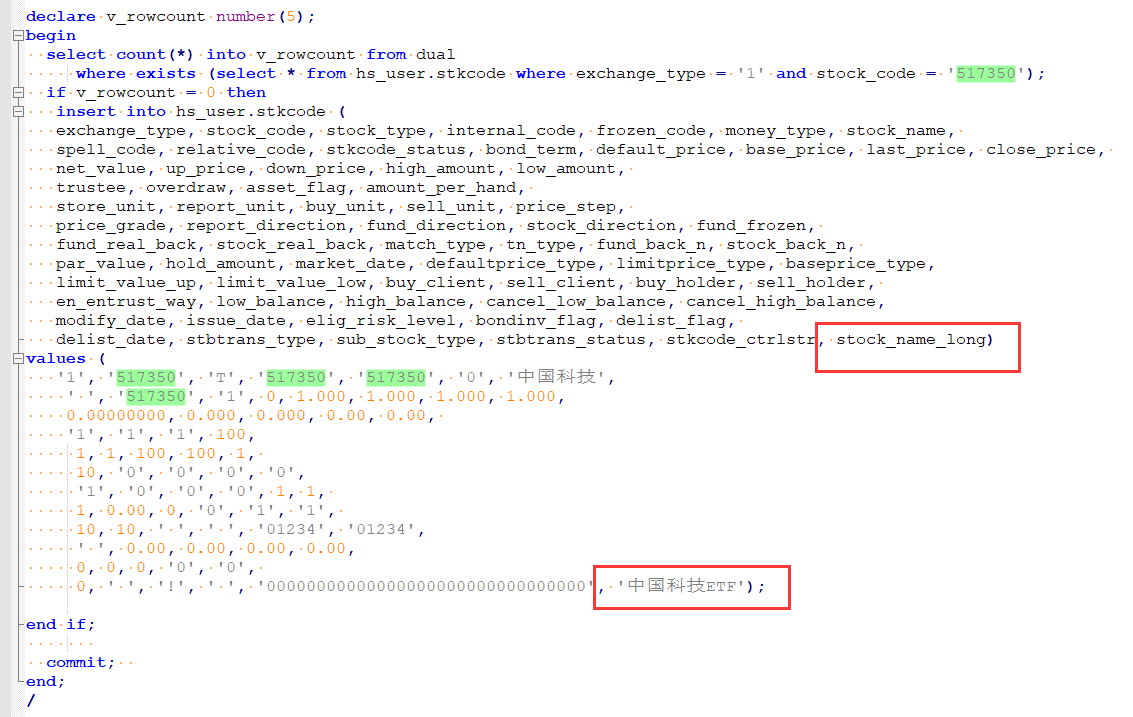 declare v_rowcount number(5);
begin
select count(*) into v_rowcount from dual
where exists (select * from hs_user.stkcode where exchange_type = '1' and stock_code = '517350');
if v_rowcount = 0 then
insert into hs_user.stkcode (
exchange_type, stock_code, stock_type, internal_code, frozen_code, money_type, stock_name,
spell_code, relative_code, stkcode_status, bond_term, default_price, base_price, last_price, close_price,
net_value, up_price, down_price, high_amount, low_amount,
trustee, overdraw, asset_flag, amount_per_hand,
store_unit, report_unit, buy_unit, sell_unit, price_step,
price_grade, report_direction, fund_direction, stock_direction, fund_frozen,
fund_real_back, stock_real_back, match_type, tn_type, fund_back_n, stock_back_n,
par_value, hold_amount, market_date, defaultprice_type, limitprice_type, baseprice_type,
limit_value_up, limit_value_low, buy_client, sell_client, buy_holder, sell_holder,
en_entrust_way, low_balance, high_balance, cancel_low_balance, cancel_high_balance,
modify_date, issue_date, elig_risk_level, bondinv_flag, delist_flag,
delist_date, stbtrans_type, sub_stock_type, stbtrans_status, stkcode_ctrlstr, stock_name_long)
values (
'1', '517350', 'T', '517350', '517350', '0', '中国科技',
' ', '517350', '1', 0, 1.000, 1.000, 1.000, 1.000,
0.00000000, 0.000, 0.000, 0.00, 0.00,
'1', '1', '1', 100,
1, 1, 100, 100, 1,
10, '0', '0', '0', '0',
'1', '0', '0', '0', 1, 1,
1, 0.00, 0, '0', '1', '1',
10, 10, ' ', ' ', '01234', '01234',
' ', 0.00, 0.00, 0.00, 0.00,
0, 0, 0, '0', '0',
0, ' ', '!', ' ', '00000000000000000000000000000000', '中国科技ETF');
end if;
commit;
end;
/